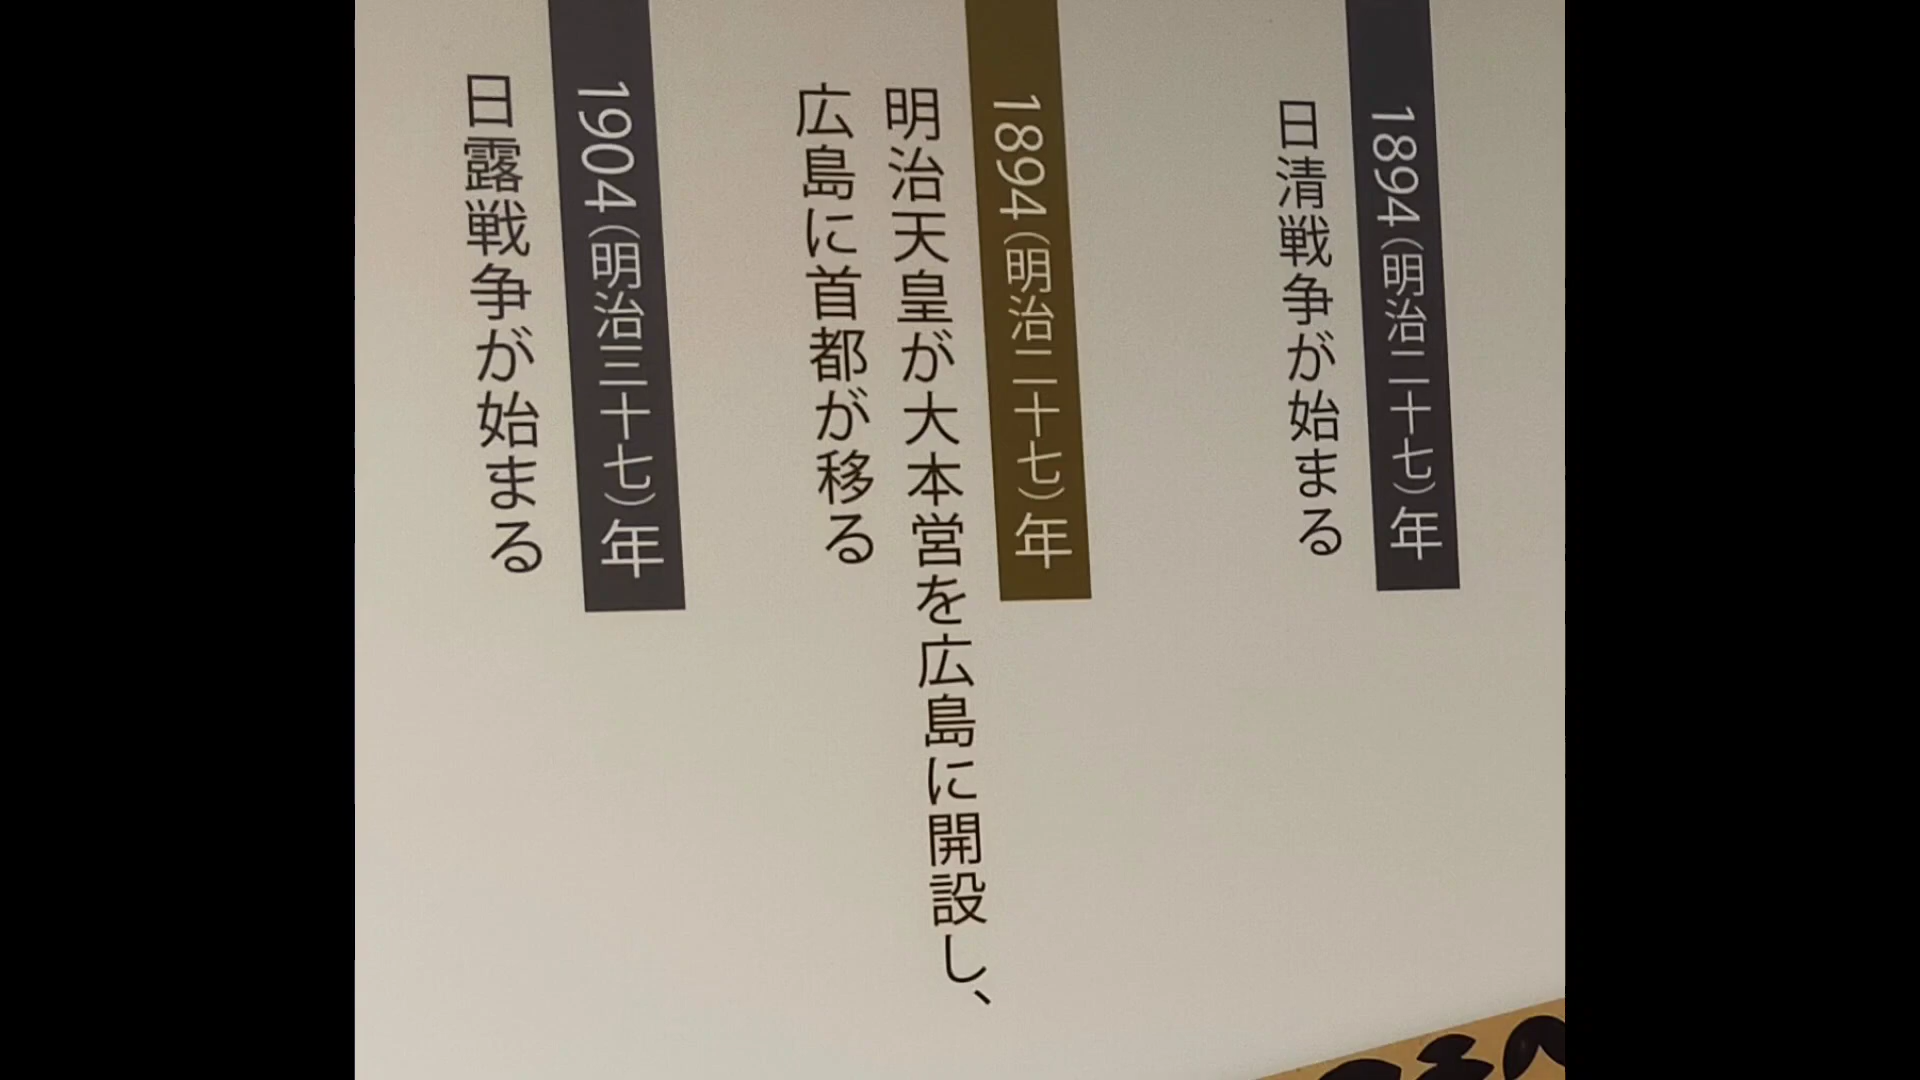 1894（明治二十七）年
日清戦争が始まる
1894（明治二十七）年
明治天皇が大本営を広島に開設し、
広島に首都が移る
1904（明治三十七）年
日露戦争が始まる